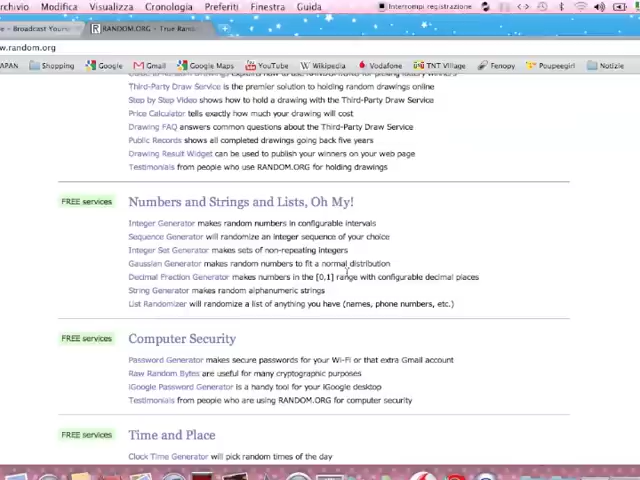 rchivio Modifica Visualizza Cronologia Preferiti Finestra Guida Interrompi registrazione
e – Broadcast Yourse RANDOM.ORG – True Rand
w.random.org
APAN Shopping Google Gmail Google Maps YouTube Wikipedia Vodafone TNT Village Fenopy Poupeegirl Notizie
Third-Party Draw Service is the premier solution to holding random drawings online
Step by Step Video shows how to hold a drawing with the Third-Party Draw Service
Price Calculator tells exactly how much your drawing will cost
Drawing FAQ answers common questions about the Third-Party Draw Service
Public Records shows all completed drawings going back five years
Drawing Result Widget can be used to publish your winners on your web page
Testimonials from people who use RANDOM.ORG for holding drawings
FREE services Numbers and Strings and Lists, Oh My!
Integer Generator makes random numbers in configurable intervals
Sequence Generator will randomize an integer sequence of your choice
Integer Set Generator makes sets of non-repeating integers
Gaussian Generator makes random numbers to fit a normal distribution
Decimal Fraction Generator makes numbers in the [0,1] range with configurable decimal places
String Generator makes random alphanumeric strings
List Randomizer will randomize a list of anything you have (names, phone numbers, etc.)
FREE services Computer Security
Password Generator makes secure passwords for your Wi-Fi or that extra Gmail account
Raw Random Bytes are useful for many cryptographic purposes
iGoogle Password Generator is a handy tool for your iGoogle desktop
Testimonials from people who are using RANDOM.ORG for computer security
FREE services Time and Place
Clock Time Generator will pick random times of the day